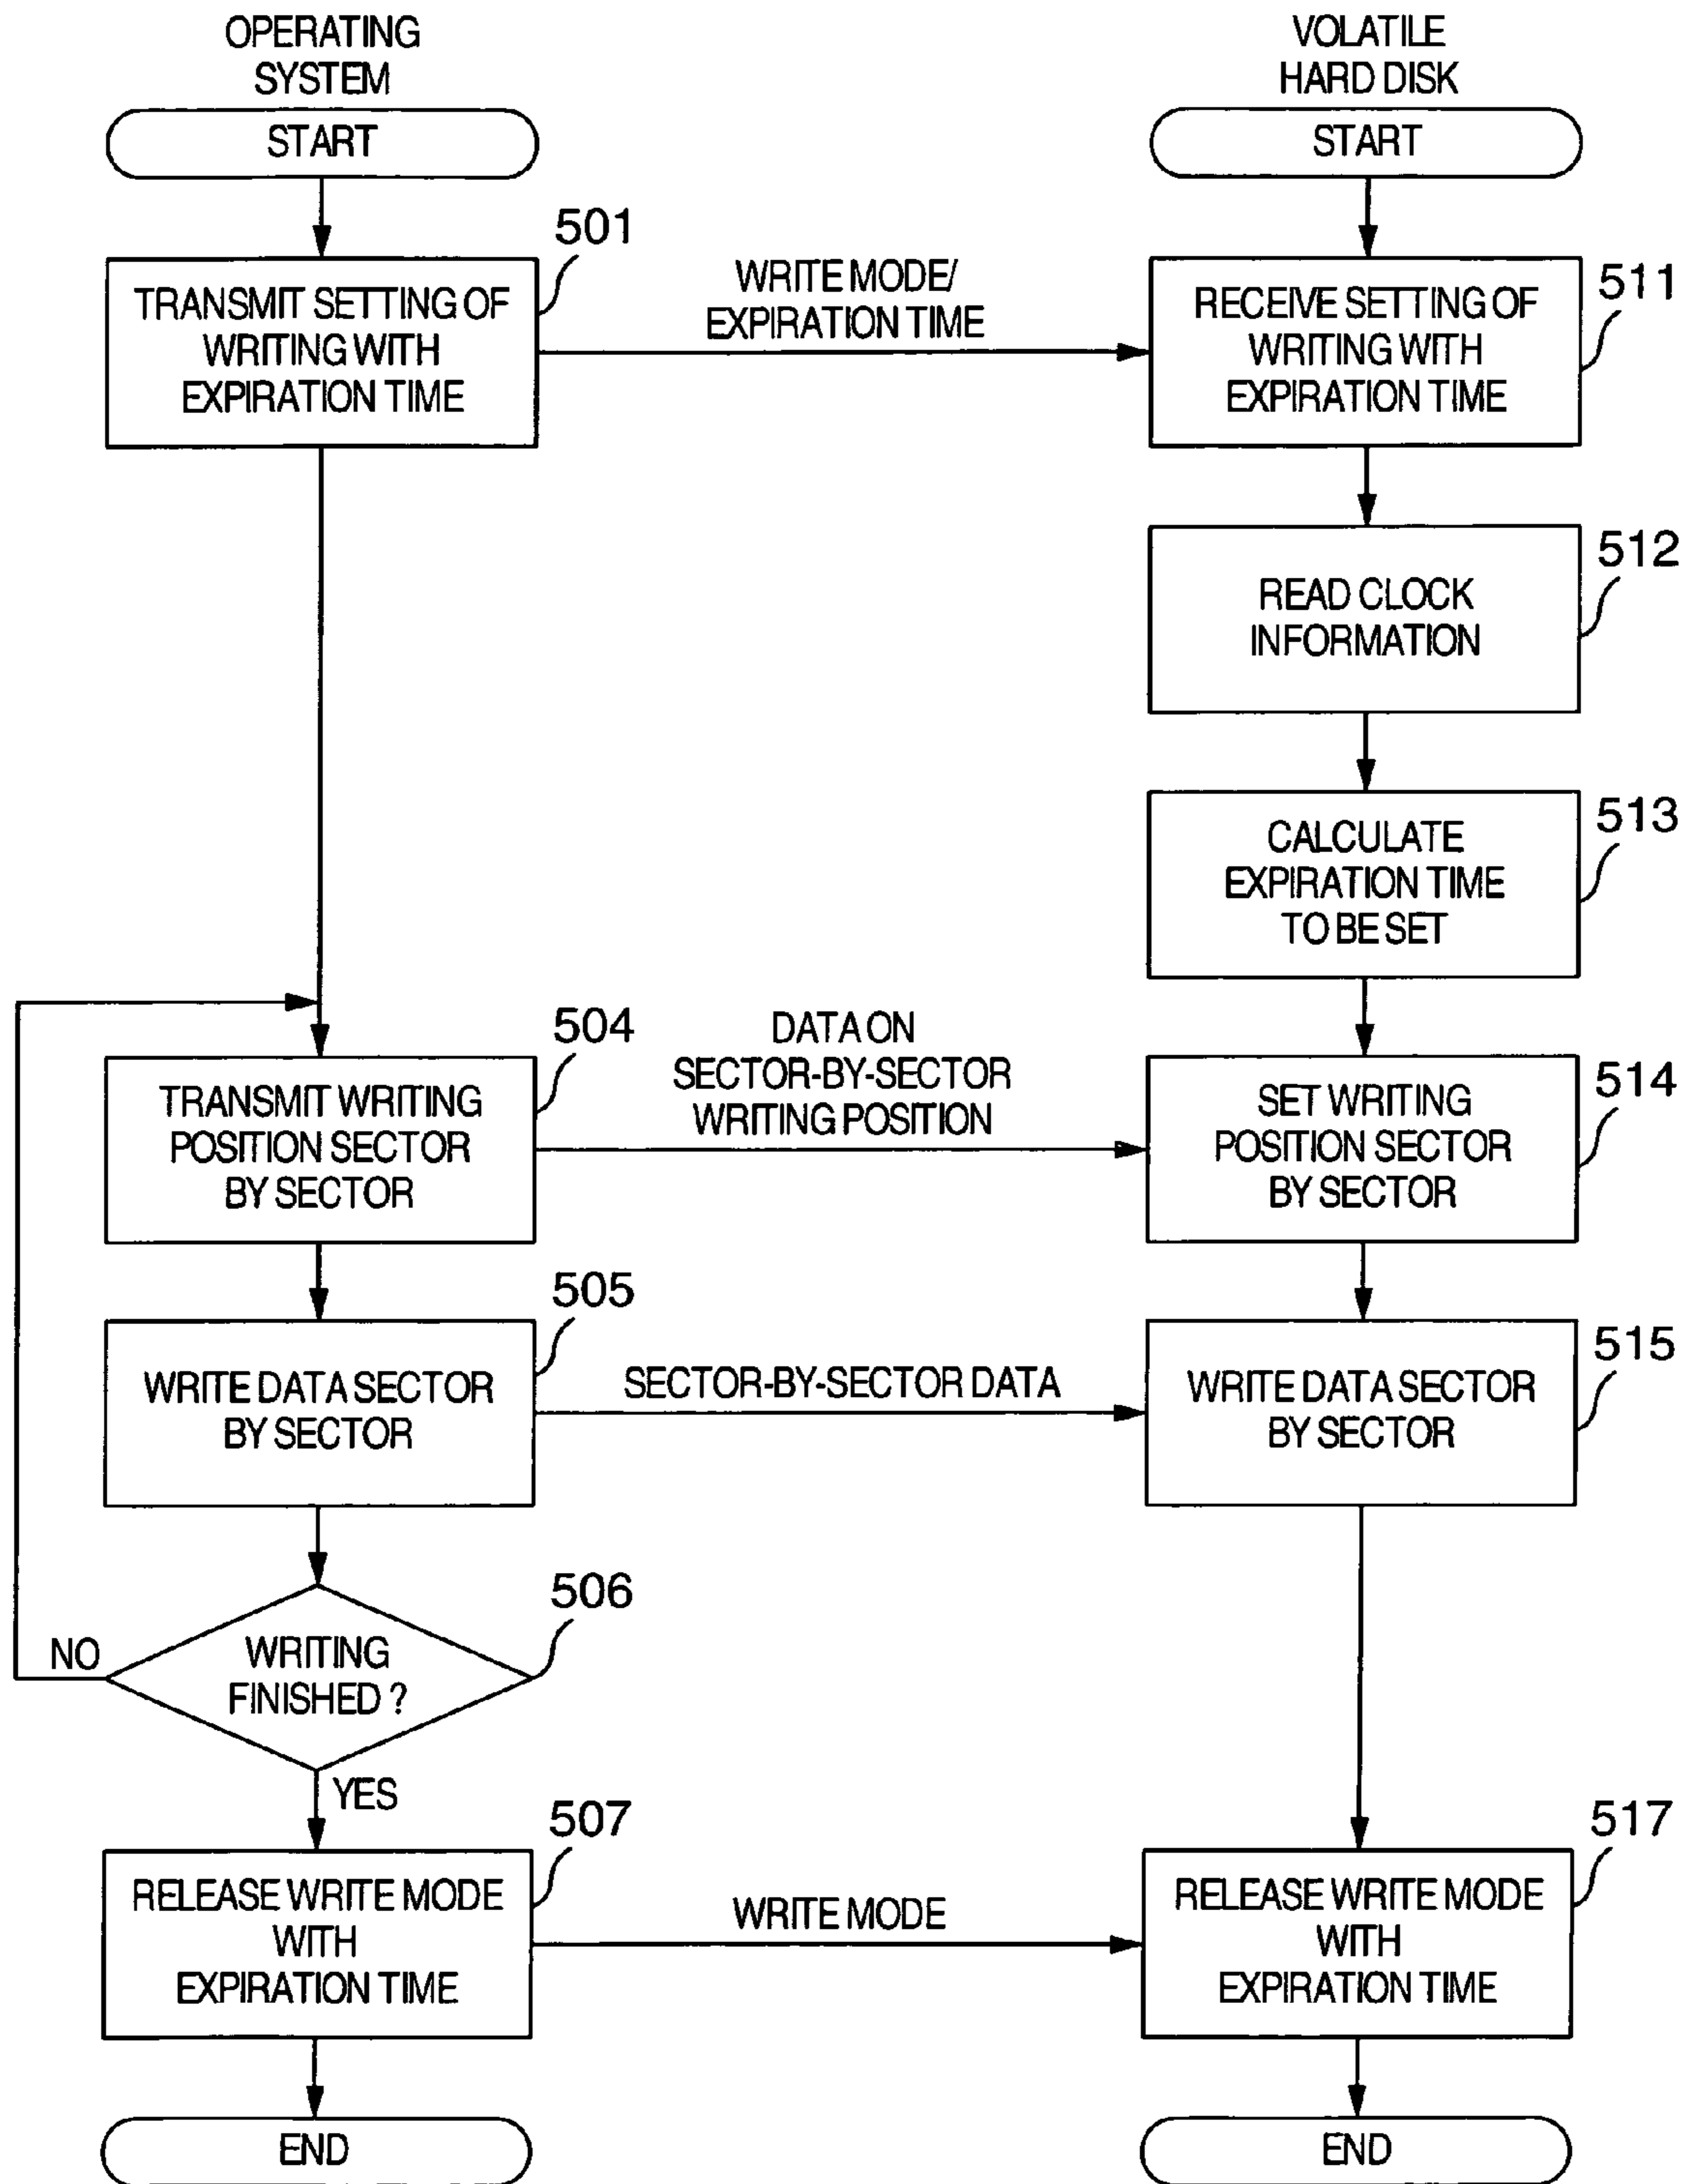 OPERATING
SYSTEM
VOLATILE
HARD DISK
START
START
501
TRANSMIT SETTING OF
WRITING WITH
EXPIRATION TIME
WRITE MODE/
EXPIRATION TIME
511
RECEIVE SETTING OF
WRITING WITH
EXPIRATION TIME
512
READ CLOCK
INFORMATION
513
CALCULATE
EXPIRATION TIME
TO BE SET
504
TRANSMIT WRITING
POSITION SECTOR
BY SECTOR
DATA ON
SECTOR-BY-SECTOR
WRITING POSITION
514
SET WRITING
POSITION SECTOR
BY SECTOR
505
WRITE DATA SECTOR
BY SECTOR
SECTOR-BY-SECTOR DATA
515
WRITE DATA SECTOR
BY SECTOR
506
NO
WRITING
FINISHED ?
YES
507
RELEASE WRITE MODE
WITH
EXPIRATION TIME
WRITE MODE
517
RELEASE WRITE MODE
WITH
EXPIRATION TIME
END
END